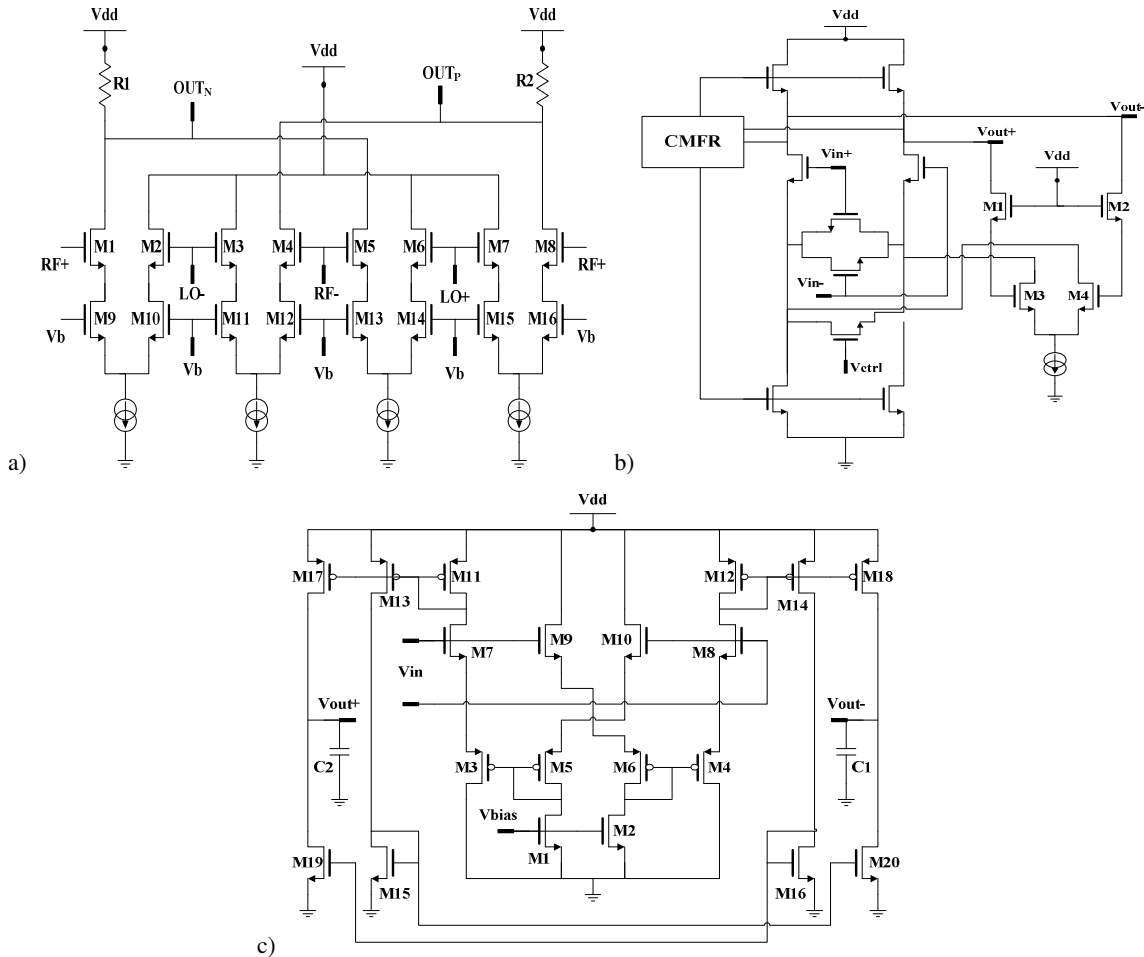 Vdd
Vdd
Vdd
R1
R2
OUTN
OUTP
M1
M2
M3
M4
M5
M6
M7
M8
RF+
LO-
RF-
LO+
RF+
M9
M10
M11
M12
M13
M14
M15
M16
Vb
Vb
Vb
Vb
Vb
a)
Vdd
CMFR
Vin+
Vout+
Vout-
Vdd
M1
M2
Vin-
M3
M4
Vctrl
b)
Vdd
M17
M13
M11
M12
M14
M18
M7
M9
M10
M8
Vin
Vout+
Vout-
C2
C1
M3
M5
M6
M4
Vbias
M1
M2
M19
M15
M16
M20
c)